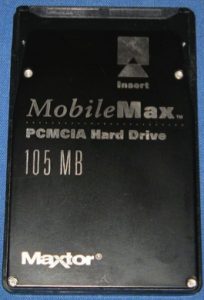 Insert
MobileMax™
PCMCIA Hard Drive
105 MB
Maxtor®